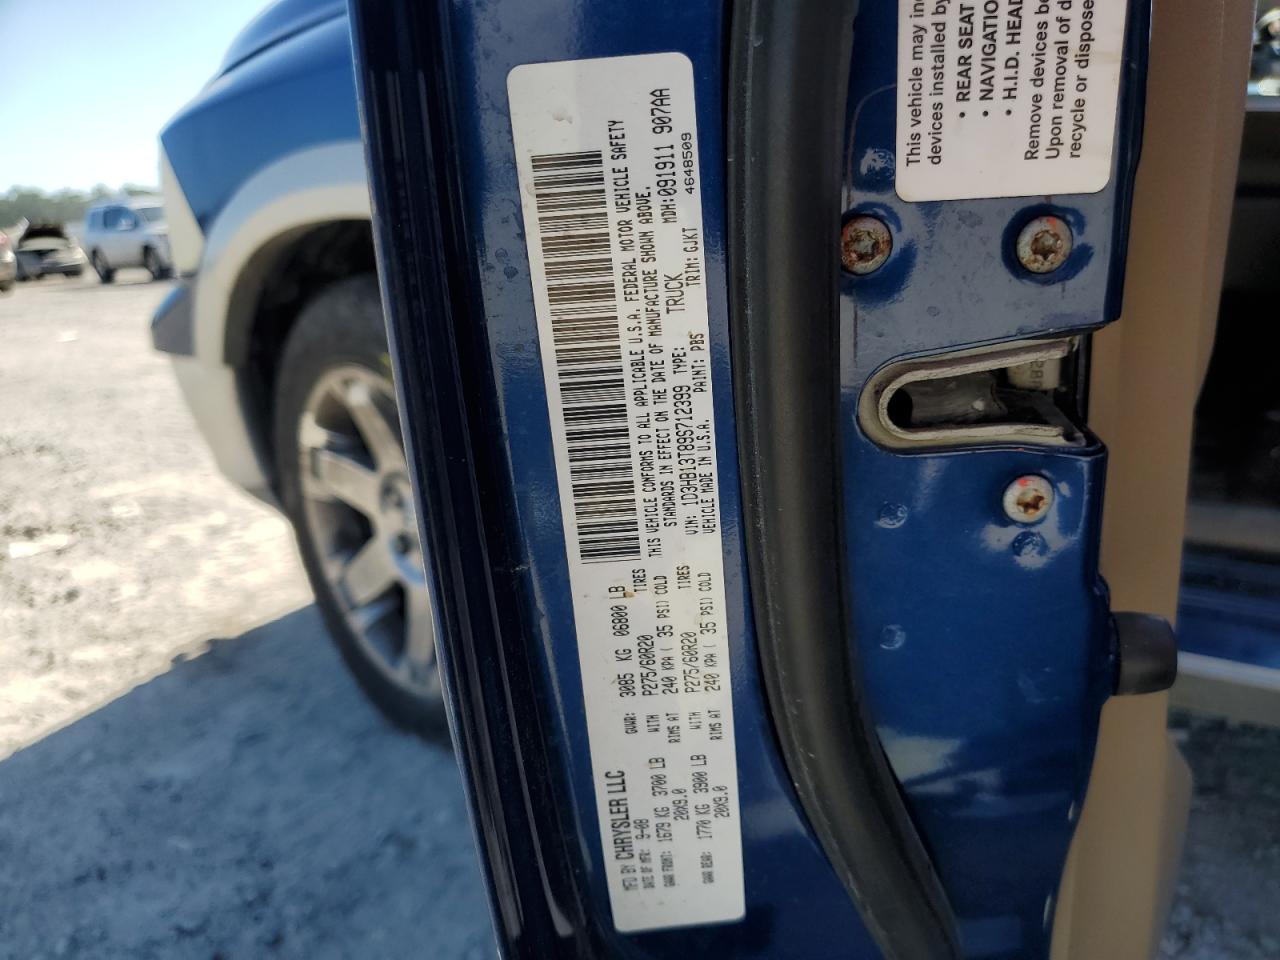 MFD BY CHRYSLER LLC
DATE OF MFR: 9-08 GVWR: 3085 KG 06800 LB
GAWR FRONT: 1679 KG 3700 LB WITH P275/60R20 TIRES
20X9.0 RIMS AT 240 KPA ( 35 PSI) COLD
GAWR REAR: 1770 KG 3900 LB WITH P275/60R20 TIRES
20X9.0 RIMS AT 240 KPA ( 35 PSI) COLD
THIS VEHICLE CONFORMS TO ALL APPLICABLE U.S.A. FEDERAL MOTOR VEHICLE SAFETY
STANDARDS IN EFFECT ON THE DATE OF MANUFACTURE SHOWN ABOVE.
VIN: 1D3HB13T89S712399 TYPE: TRUCK MDH:091911 907AA
VEHICLE MADE IN U.S.A. PAINT: PBS TRIM: GJKT 4648509
This vehicle may
devices installed by
• REAR SEAT
• NAVIGATION
• H.I.D. HEAD
Remove devices
Upon removal of
recycle or dispose